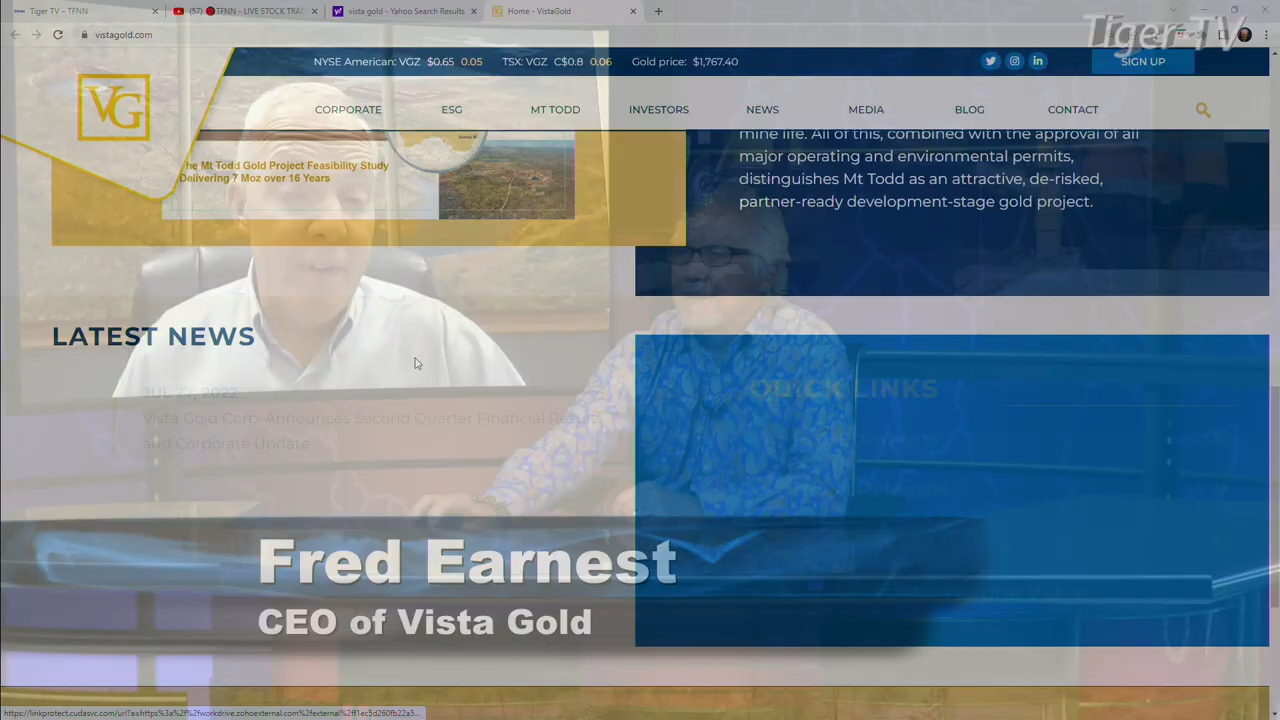 Tiger TV – TFNN
(57) 🔴TFNN - LIVE STOCK TRA
vista gold - Yahoo Search Results
Home - VistaGold
Tiger-TV
vistagold.com
NYSE American: VGZ $0.65 0.05
TSX: VGZ C$0.8 0.06
Gold price: $1,767.40
SIGN UP
VG
CORPORATE
ESG
MT TODD
INVESTORS
NEWS
MEDIA
BLOG
CONTACT
he Mt Todd Gold Project Feasibility Study
Delivering 7 Moz over 16 Years
mine life. All of this, combined with the approval of all
major operating and environmental permits,
distinguishes Mt Todd as an attractive, de-risked,
partner-ready development-stage gold project.
LATEST NEWS
JUL 27, 2022
Vista Gold Corp. Announces Second Quarter Financial Results
and Corporate Update
QUICK LINKS
Fred Earnest
CEO of Vista Gold